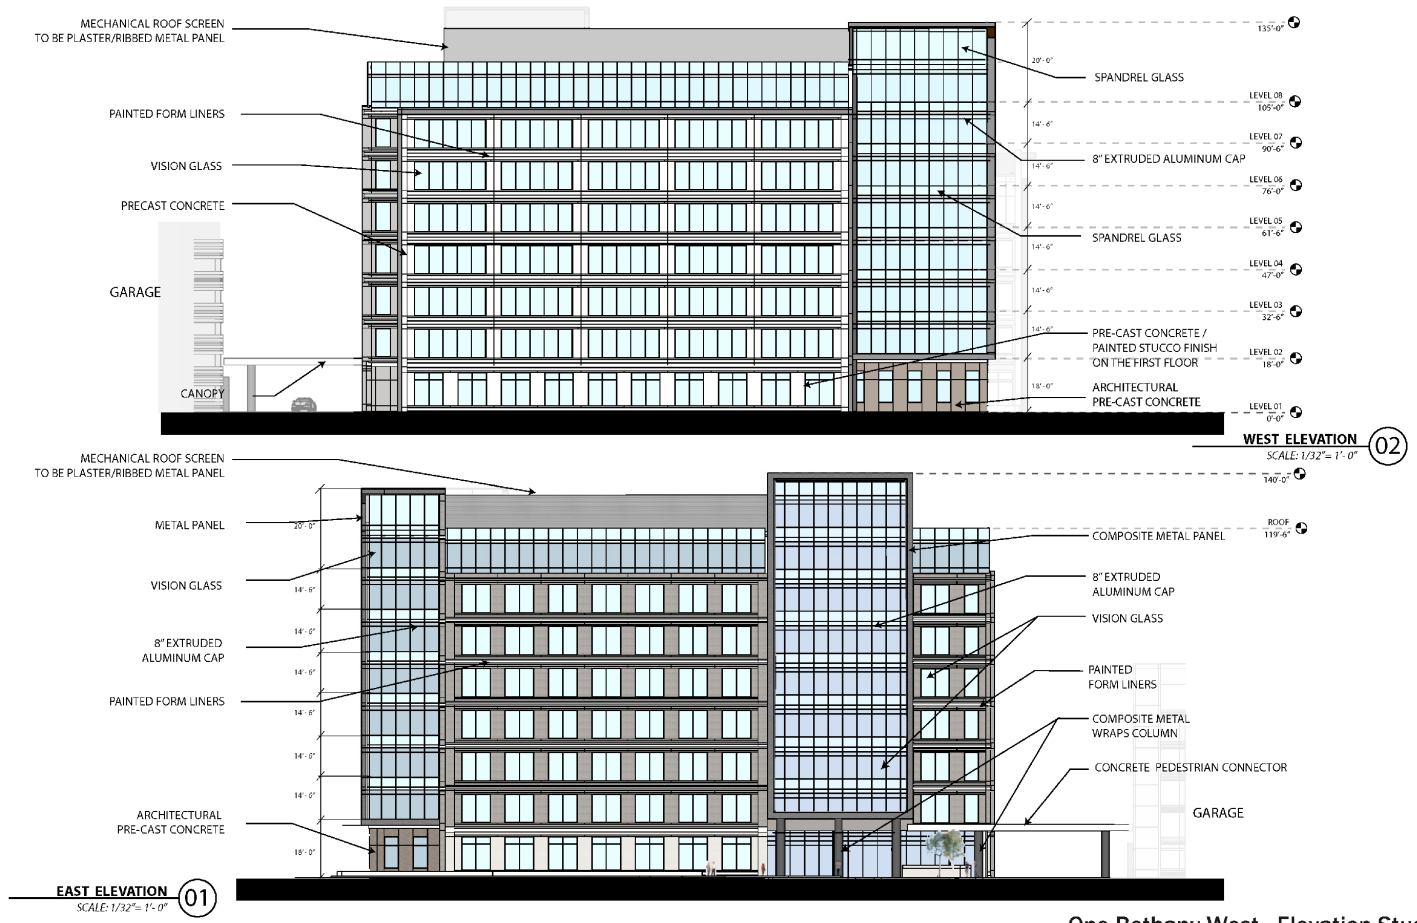 MECHANICAL ROOF SCREEN
TO BE PLASTER/RIBBED METAL PANEL
PAINTED FORM LINERS
VISION GLASS
PRECAST CONCRETE
GARAGE
CANOPY
135'-0"
20'-0"
SPANDREL GLASS
LEVEL 08
105'-0"
14'-6"
LEVEL 07
90'-6"
8" EXTRUDED ALUMINUM CAP
14'-6"
LEVEL 06
76'-0"
14'-6"
LEVEL 05
61'-6"
SPANDREL GLASS
14'-6"
LEVEL 04
47'-0"
14'-6"
LEVEL 03
32'-6"
14'-6"
PRE-CAST CONCRETE /
PAINTED STUCCO FINISH
ON THE FIRST FLOOR
LEVEL 02
18'-0"
18'-0"
ARCHITECTURAL
PRE-CAST CONCRETE
LEVEL 01
0'-0"
WEST ELEVATION
SCALE: 1/32"= 1'- 0"
02
MECHANICAL ROOF SCREEN
TO BE PLASTER/RIBBED METAL PANEL
METAL PANEL
20'-0"
VISION GLASS
14'-6"
8" EXTRUDED
ALUMINUM CAP
14'-6"
14'-6"
PAINTED FORM LINERS
14'-6"
14'-6"
14'-6"
ARCHITECTURAL
PRE-CAST CONCRETE
18'-0"
EAST ELEVATION
SCALE: 1/32"= 1'- 0"
01
140'-0"
ROOF
119'-6"
COMPOSITE METAL PANEL
8" EXTRUDED
ALUMINUM CAP
VISION GLASS
PAINTED
FORM LINERS
COMPOSITE METAL
WRAPS COLUMN
CONCRETE PEDESTRIAN CONNECTOR
GARAGE
One Bethany West - Elevation